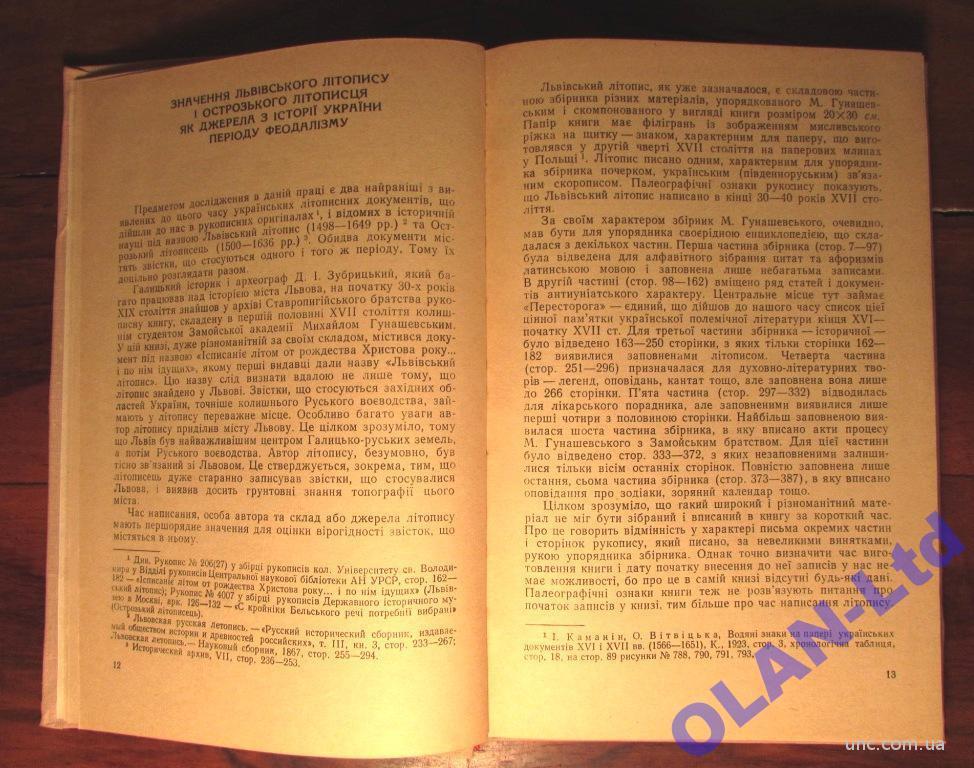 ЗНАЧЕННЯ ЛЬВІВСЬКОГО ЛІТОПИСУ
І ОСТРОЗЬКОГО ЛІТОПИСЦЯ
ЯК ДЖЕРЕЛА З ІСТОРІЇ УКРАЇНИ
ПЕРІОДУ ФЕОДАЛІЗМУ
Предметом дослідження в даній праці є два найраніші з ви-
явлених до цього часу українських літописних документів, що
дійшли до нас в рукописних оригіналах¹, і відомих в історичній
науці під назвою Львівський літопис (1498—1649 рр.)² та Ост-
розький літописець (1500—1636 рр.)³. Обидва документи міс-
тять звістки, що стосуються одного і того ж періоду. Тому їх
доцільно розглядати разом.
Галицький історик і археограф Д. І. Зубрицький, який ба-
гато працював над історією міста Львова, на початку 30-х років
XIX століття знайшов у архіві Ставропигійського братства руко-
писну книгу, складену в першій половині XVII століття колиш-
нім студентом Замойської академії Михайлом Гунашевським.
У цій книзі, дуже різноманітній за своїм складом, містився доку-
мент під назвою «Ісписаніє літом от рождества Христова року...
і по нім ідущих», якому перші видавці дали назву «Львівський
літопис». Цю назву слід визнати вдалою не лише тому, що
літопис знайдено у Львові. Звістки, що стосуються західних об-
ластей України, точніше колишнього Руського воєводства, зай-
мають у літопису переважне місце. Особливо багато уваги ав-
тор літопису приділив місту Львову. Це цілком зрозуміло, тому
що Львів був найважливішим центром Галицько-руських земель,
а потім Руського воєводства. Автор літопису, безумовно, був
тісно зв'язаний зі Львовом. Це стверджується, зокрема, тим, що
літописець дуже старанно записував звістки, що стосувалися
Львова, і виявив досить грунтовні знання топографії цього
міста.
Час написання, особа автора та склад або джерела літопису
мають першорядне значення для оцінки вірогідності звісток, що
містяться в ньому.
¹ Див. Рукопис № 206(27) у збірці рукописів кол. Університету св. Володи-
мира у Відділі рукописів Центральної наукової бібліотеки АН УРСР, стор. 162—
182 — «Ісписаніє літом от рождества Христова року... і по нім ідущих» (Львівсь-
кий літопис); Рукопис № 4007 у збірці рукописів Державного історичного му-
зею в Москві, арк. 126—132 — «С кройники Бельского речі потребниі вибрани»
(Острозький літописець).
² Львовская русская летопись. — «Русский исторический сборник, издавае-
мый обществом истории и древностей российских», т. III, кн. 3, стор. 233—267;
Львовская летопись. — Науковый сборник, 1867, стор. 255—294.
³ Исторический архив, VII, стор. 236—253.
12
Львівський літопис, як уже зазначалося, є складовою части-
ною збірника різних матеріалів, упорядкованого М. Гунашев-
ським і скомпонованого у вигляді книги розміром 20×30 см.
Папір книги має філігрань із зображенням мисливського
ріжка на щитку — знаком, характерним для паперу, що виго-
товлявся у другій чверті XVII століття на паперових млинах
у Польщі¹. Літопис писано одним, характерним для упорядни-
ка збірника почерком, українським (південноруським) зв'яза-
ним скорописом. Палеографічні ознаки рукопису показують,
що Львівський літопис написано в кінці 30—40 років XVII сто-
ліття.
За своїм характером збірник М. Гунашевського, очевидно,
мав бути для упорядника своєрідною енциклопедією, що скла-
далася з декількох частин. Перша частина збірника (стор. 7—97)
була відведена для алфавітного зібрання цитат та афоризмів
латинською мовою і заповнена лише небагатьма записами.
В другій частині (стор. 98—162) вміщено ряд статей і докумен-
тів антиуніатського характеру. Центральне місце тут займає
«Пересторога» — єдиний, що дійшов до нашого часу список цієї
цінної пам'ятки української полемічної літератури кінця XVI—
початку XVII ст. Для третьої частини збірника — історичної —
було відведено 163—250 сторінки, з яких тільки сторінки 162—
182 виявилися заповненими літописом. Четверта частина
(стор. 251—296) призначалася для духовно-літературних тво-
рів — легенд, оповідань, кантат тощо, але заповнена вона лише
до 266 сторінки. П'ята частина (стор. 297—332) відводилась
для лікарського порадника, але заповненими виявилися лише
перші чотири з половиною сторінки. Найбільш заповненою ви-
явилася шоста частина збірника, в яку вписано акти процесу
М. Гунашевського з Замойським братством. Для цієї частини
було відведено стор. 333—372, з яких незаповненими залиши-
лися тільки вісім останніх сторінок. Повністю заповнена лише
остання, сьома частина (стор. 373—387), в яку вписано
оповідання про зодіаки, зоряний календар тощо.
Цілком зрозуміло, що такий широкий і різноманітний мате-
ріал не міг бути зібраний і вписаний в книгу за короткий час.
Про це говорить відмінність у характері письма окремих частин
і сторінок рукопису, який писано, за невеликими винятками,
рукою упорядника збірника. Однак точно визначити час виго-
товлення книги і дату початку внесення до неї записів у нас не
має можливості, бо про це в самій книзі відсутні будь-які дані.
Палеографічні ознаки книги теж не розв'язують питання про
початок записів у книзі, тим більше про час написання літопису.
¹ І. Каманін, О. Вітвіцька, Водяні знаки на папері українських
документів XVI і XVII вв. (1566—1651), К., 1923, стор. 3, хронологічна таблиця,
стор. 18, на стор. 89 рисунки № 788, 790, 791, 793.
13
OLAN-Ltd
unc.com.ua